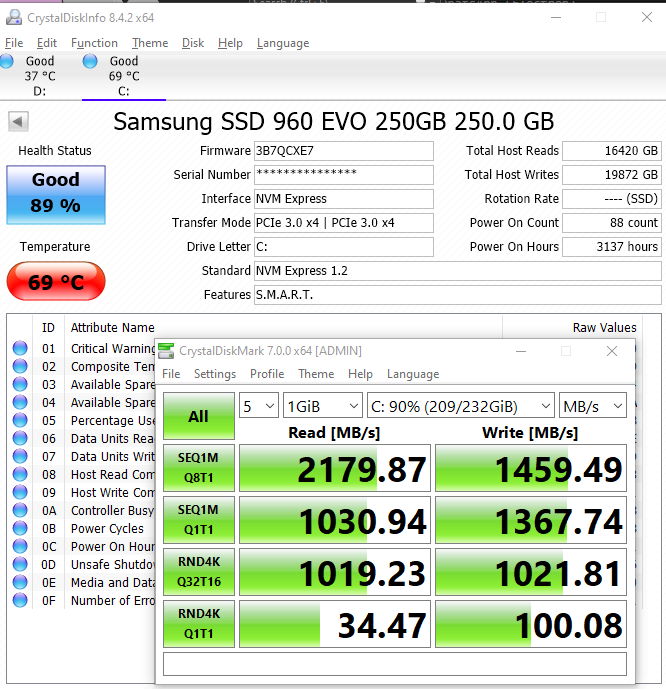 CrystalDiskInfo 8.4.2 x64
File Edit Function Theme Disk Help Language
Good Good
37 °C 69 °C
D: C:
Samsung SSD 960 EVO 250GB 250.0 GB
Health Status
Good
89 %
Temperature
69 °C
Firmware 3B7QCXE7
Serial Number ***************
Interface NVM Express
Transfer Mode PCIe 3.0 x4 | PCIe 3.0 x4
Drive Letter C:
Standard NVM Express 1.2
Features S.M.A.R.T.
Total Host Reads 16420 GB
Total Host Writes 19872 GB
Rotation Rate ---- (SSD)
Power On Count 88 count
Power On Hours 3137 hours
ID Attribute Name Raw Values
01 Critical Warning
02 Composite Ten
03 Available Spare
04 Available Spare
05 Percentage Use
06 Data Units Rea
07 Data Units Writ
08 Host Read Com
09 Host Write Com
0A Controller Busy
0B Power Cycles
0C Power On Hour
0D Unsafe Shutdow
0E Media and Data
0F Number of Erro
CrystalDiskMark 7.0.0 x64 [ADMIN]
File Settings Profile Theme Help Language
All 5 1GiB C: 90% (209/232GiB) MB/s
Read [MB/s] Write [MB/s]
SEQ1M
Q8T1
2179.87 1459.49
SEQ1M
Q1T1
1030.94 1367.74
RND4K
Q32T16
1019.23 1021.81
RND4K
Q1T1
34.47 100.08